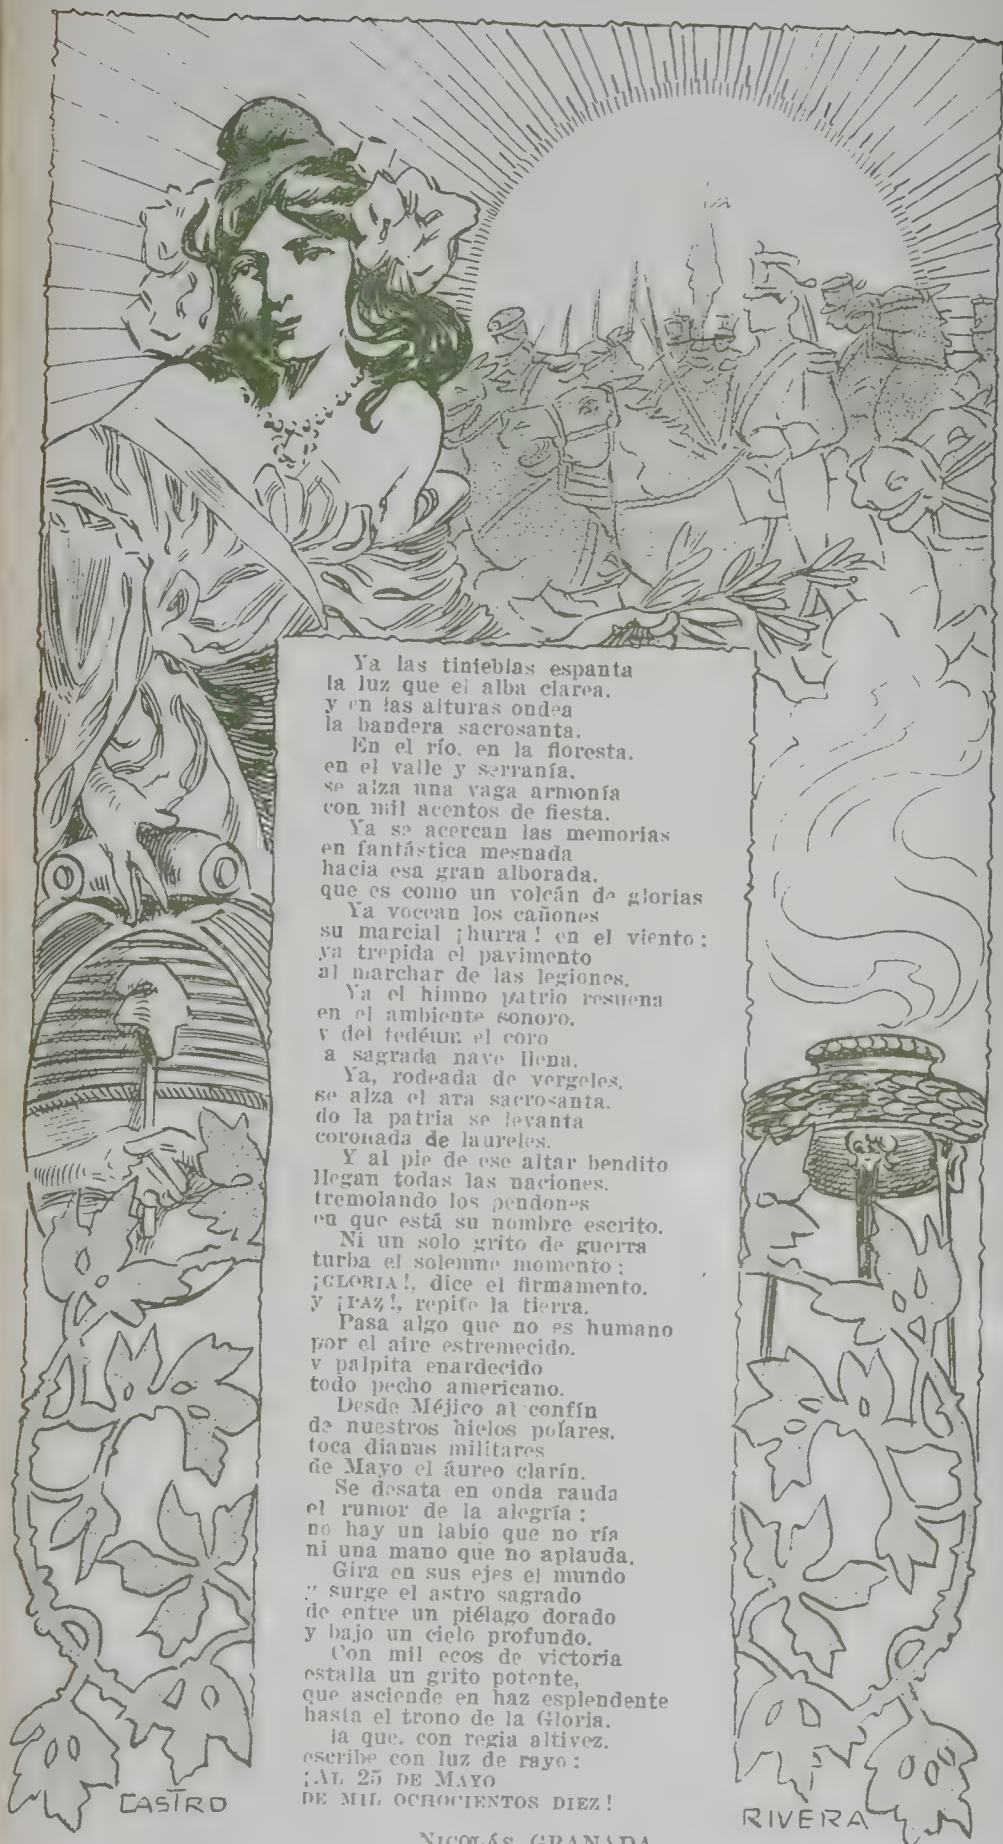 Ya las tinieblas espanta
la luz que el alba clarea.
y en las alturas ondea
la bandera sacrosanta.
En el río. en la floresta.
en el valle y serranía.
se alza una vaga armonía
con mil acentos de fiesta.
Ya se acercan las memorias
en fantástica mesnada
hacia esa gran alborada.
que es como un volcán de glorias
Ya vocean los cañones
su marcial ¡hurra! en el viento:
ya trepida el pavimento
al marchar de las legiones.
Ya el himno patrio resuena
en el ambiente sonoro.
y del tedéum el coro
a sagrada nave llena.
Ya, rodeada de vergeles.
se alza el ara sacrosanta.
do la patria se levanta
coronada de laureles.
Y al pie de ese altar bendito
llegan todas las naciones.
tremolando los pendones
en que está su nombre escrito.
Ni un solo grito de guerra
turba el solemne momento:
¡GLORIA!, dice el firmamento.
y ¡PAZ!, repite la tierra.
Pasa algo que no es humano
por el aire estremecido.
y palpita enardecido
todo pecho americano.
Desde Méjico al confín
de nuestros hielos polares.
toca dianas militares
de Mayo el áureo clarín.
Se desata en onda rauda
el rumor de la alegría:
no hay un labio que no ría
ni una mano que no aplauda.
Gira en sus ejes el mundo
y surge el astro sagrado
de entre un piélago dorado
y bajo un cielo profundo.
Con mil ecos de victoria
estalla un grito potente,
que asciende en haz esplendente
hasta el trono de la Gloria.
la que. con regia altivez.
escribe con luz de rayo:
¡AL 25 DE MAYO
DE MIL OCHOCIENTOS DIEZ!
CASTRO
RIVERA
NICOLÁS GRANADA